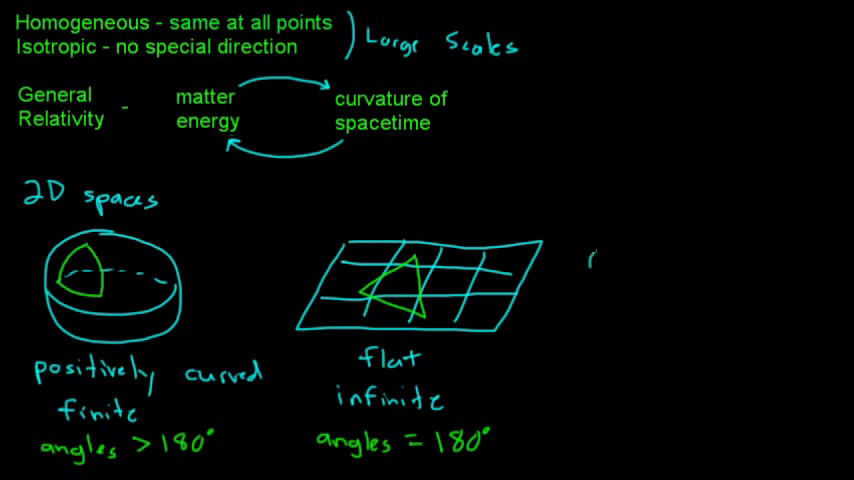 Homogeneous - same at all points
Isotropic - no special direction
Large Scales
General Relativity - matter energy
curvature of spacetime
2D spaces
positively curved
finite
angles > 180°
flat
infinite
angles = 180°